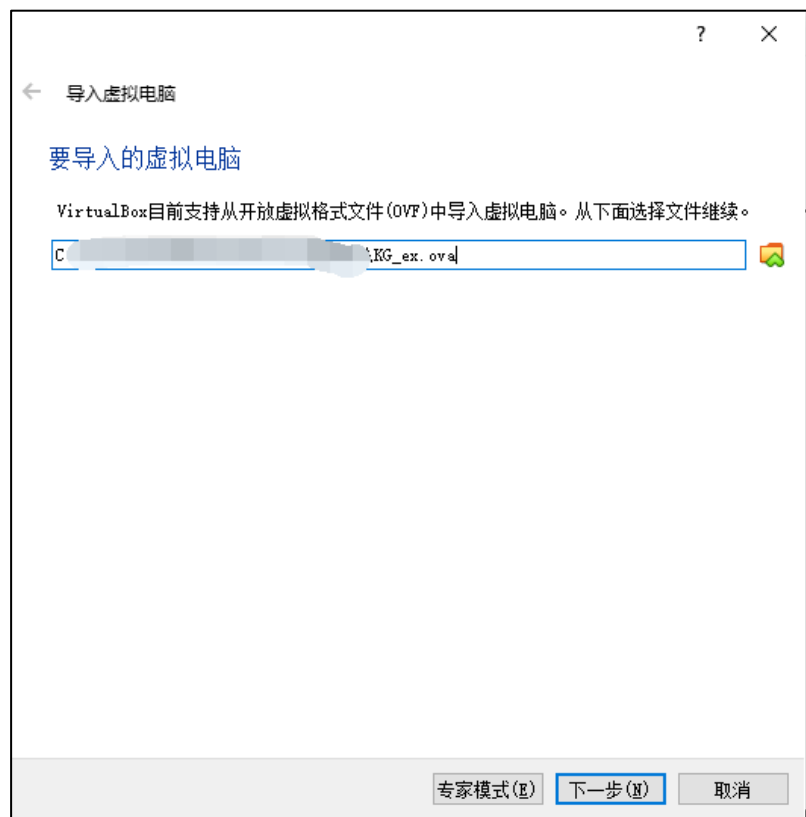 ?
导入虚拟电脑
要导入的虚拟电脑
VirtualBox目前支持从开放虚拟格式文件(OVF)中导入虚拟电脑。从下面选择文件继续。
C \KG_ex.ova
专家模式(E) 下一步(N) 取消